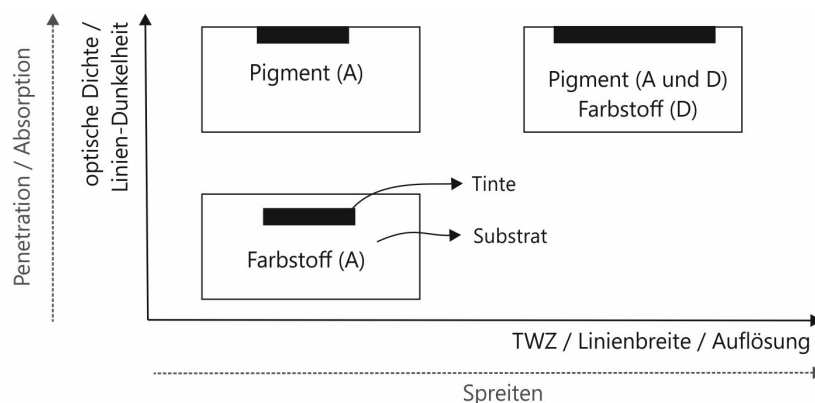 Penetration / Absorption
optische Dichte /
Linien-Dunkelheit
Pigment (A)
Pigment (A und D)
Farbstoff (D)
Tinte
Substrat
Farbstoff (A)
TWZ / Linienbreite / Auflösung
Spreiten